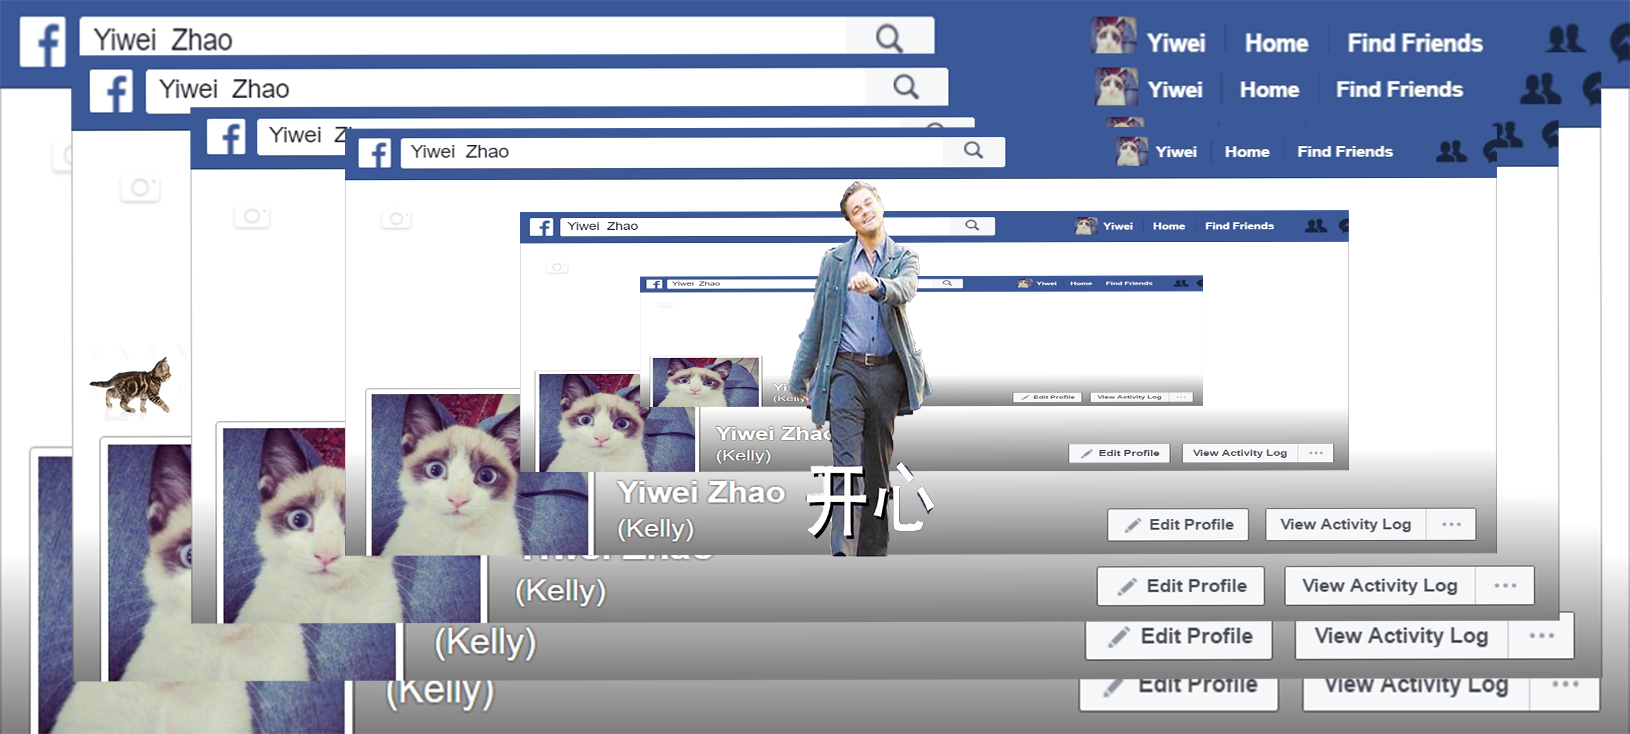 Yiwei Zhao
Yiwei Home Find Friends
Yiwei Zhao
Yiwei Home Find Friends
Yiwei
Yiwei Zhao
Yiwei Home Find Friends
Yiwei Zhao
Yiwei Home Find Friends
Yiwei Zhao
Yiwei Home Find Friends
(Kelly)
Edit Profile View Activity Log ...
Yiwei Zhao
(Kelly)
Edit Profile View Activity Log ...
Yiwei Zhao
(Kelly)
开心
Edit Profile View Activity Log ...
Yiwei Zhao
(Kelly)
Edit Profile View Activity Log ...
(Kelly)
Edit Profile View Activity Log ...
(Kelly)
Edit Profile View Activity Log ...